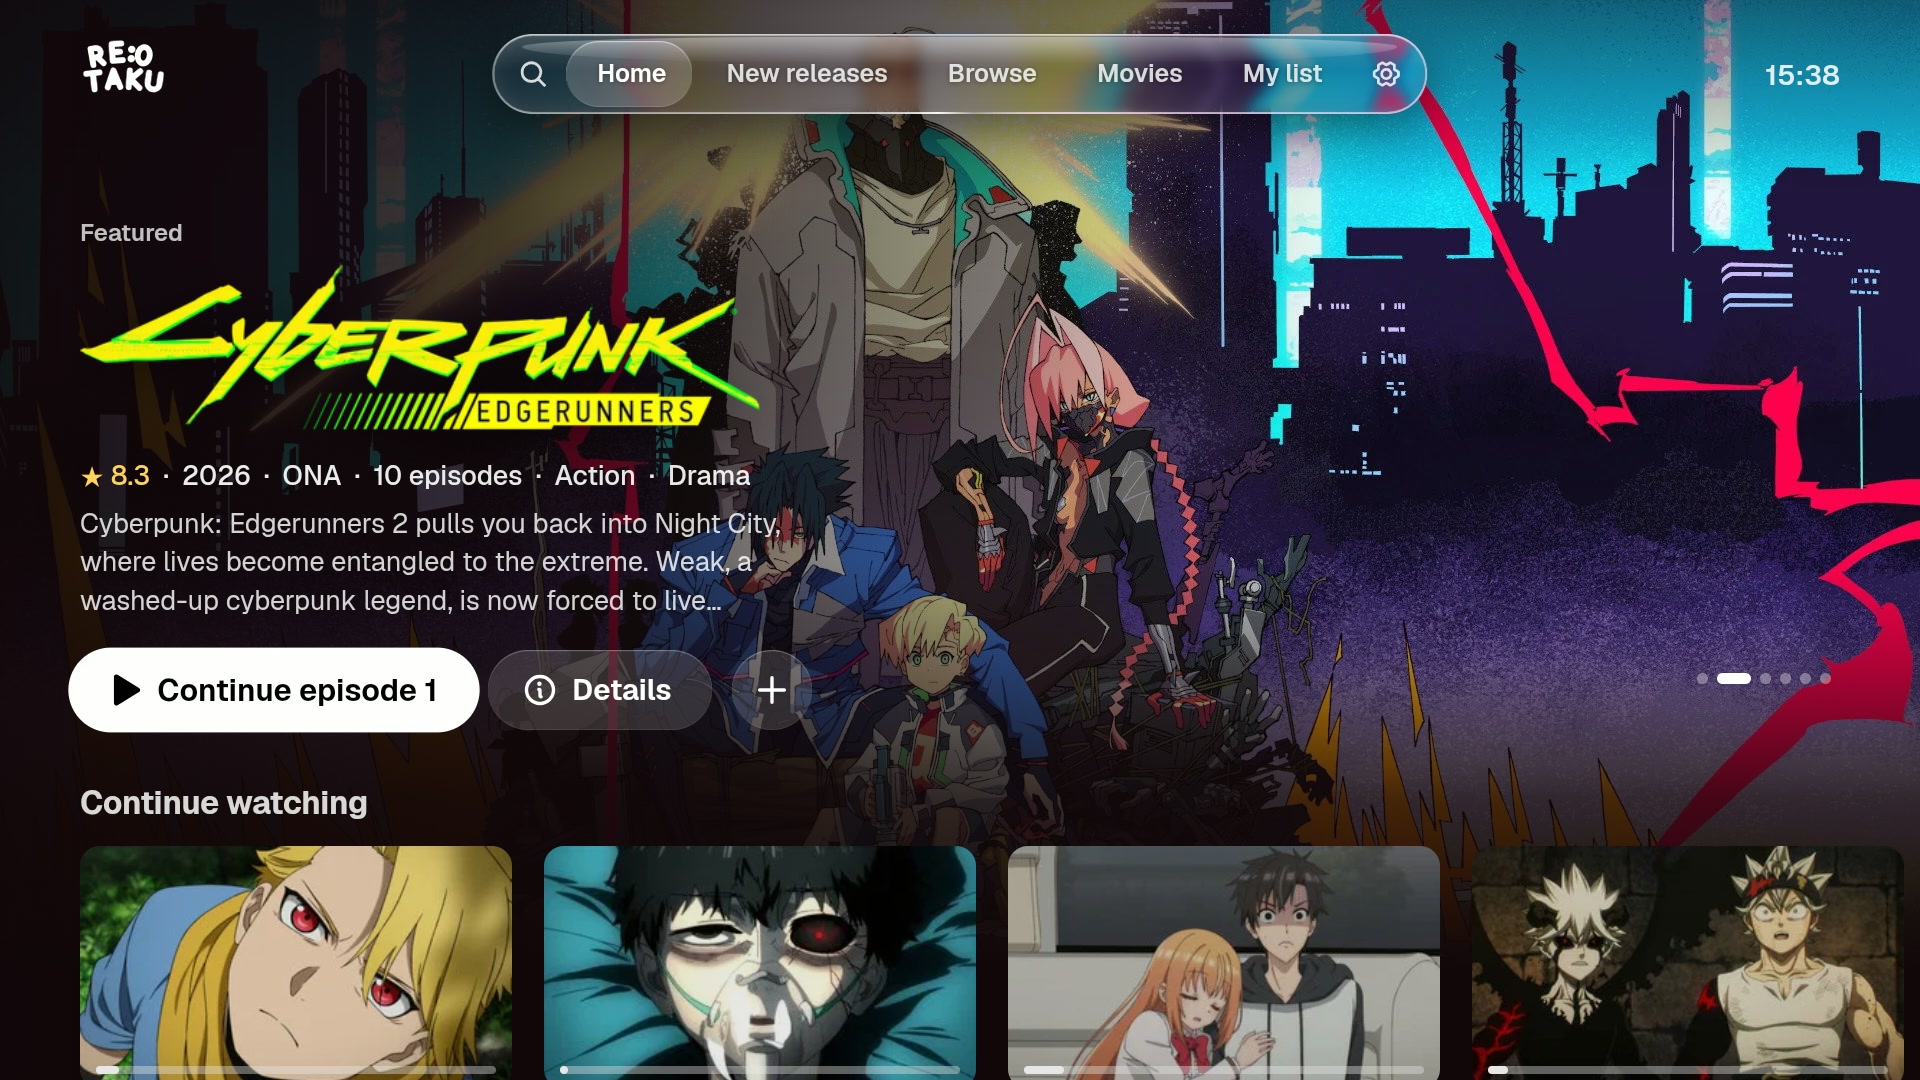 RE:O
TAKU
Home
New releases
Browse
Movies
My list
15:38
Featured
CYBERPUNK
EDGERUNNERS
★ 8.3 · 2026 · ONA · 10 episodes · Action · Drama
Cyberpunk: Edgerunners 2 pulls you back into Night City,
where lives become entangled to the extreme. Weak, a
washed-up cyberpunk legend, is now forced to live...
Continue episode 1
Details
Continue watching